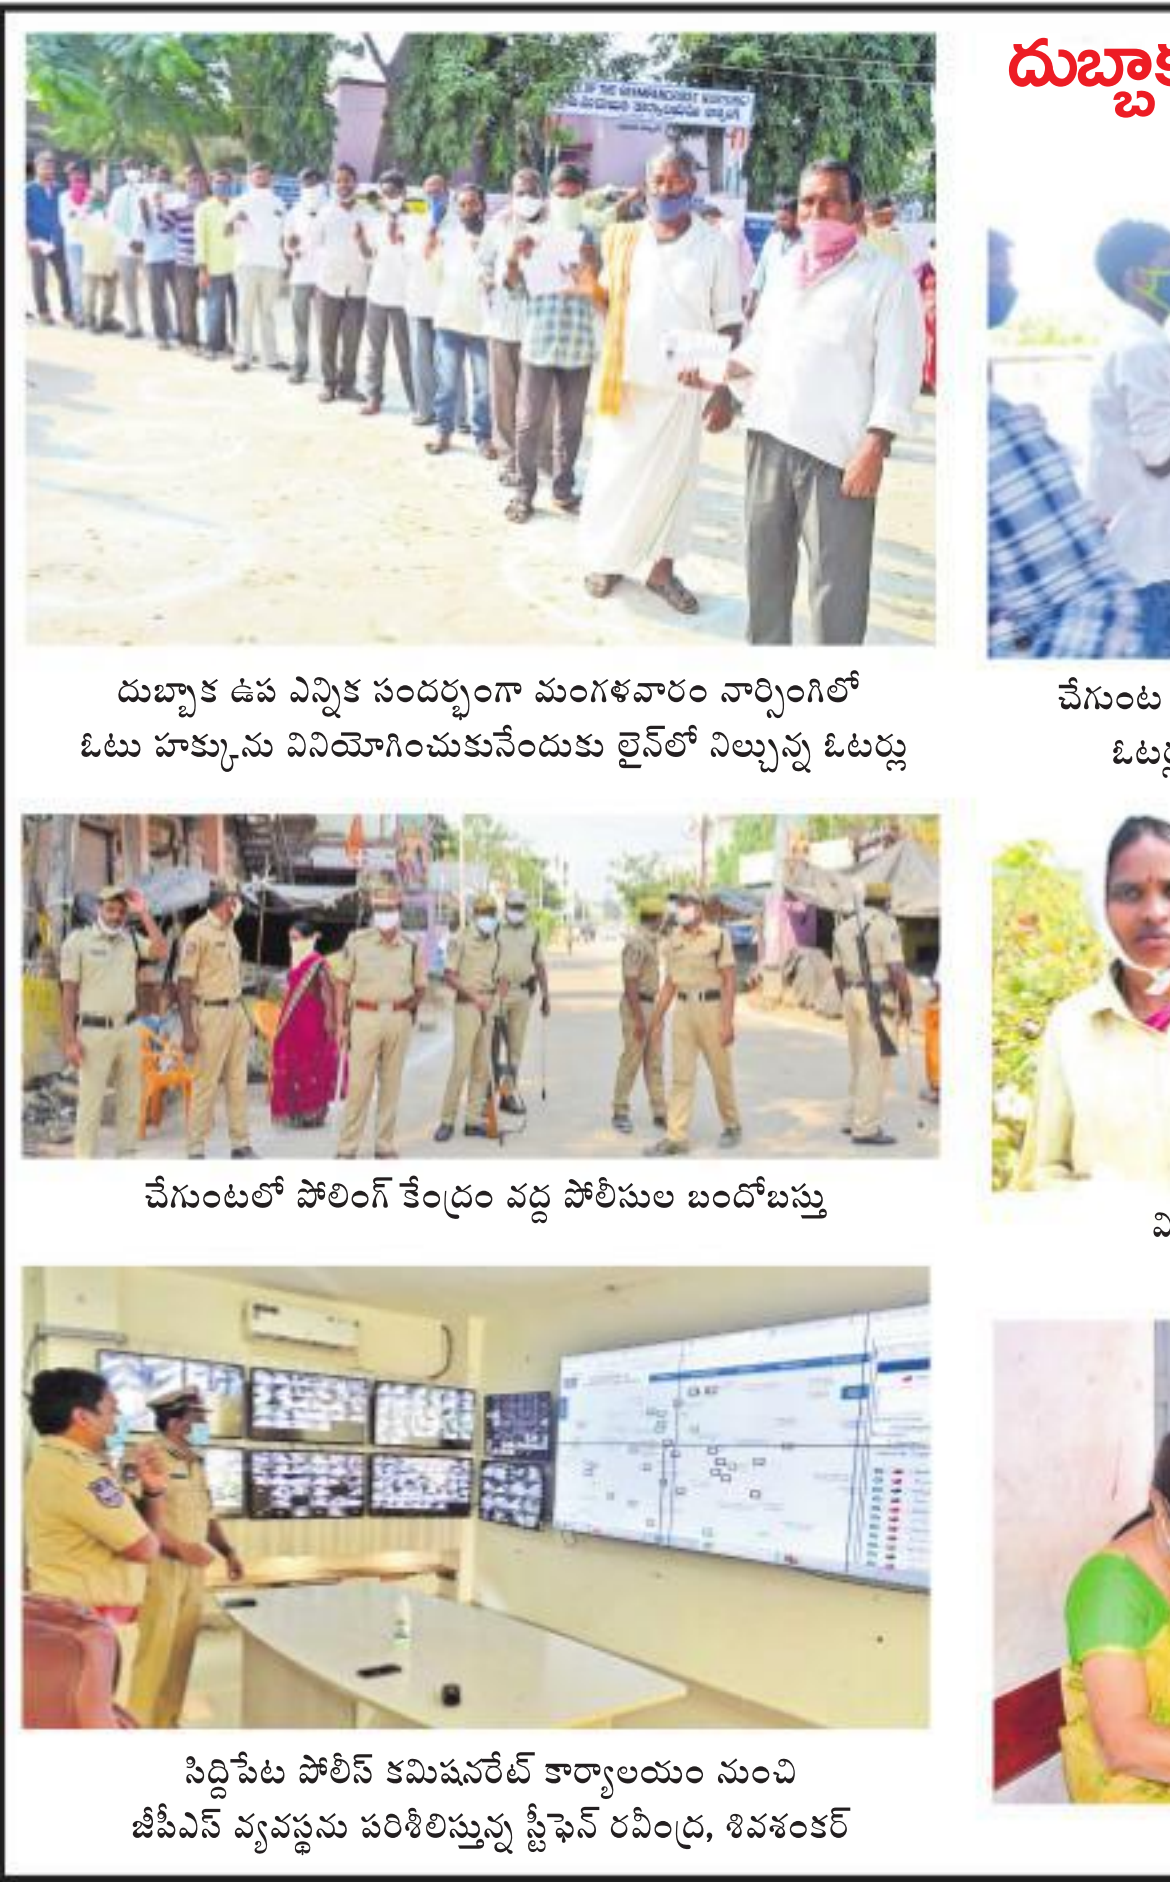 దుబ్బాక
దుబ్బాక ఉప ఎన్నిక సందర్భంగా మంగళవారం నార్సింగిలో
ఓటు హక్కును వినియోగించుకునేందుకు లైన్‌లో నిల్చున్న ఓటర్లు
చేగుంట
చేగుంటలో పోలింగ్ కేంద్రం వద్ద పోలీసుల బందోబస్తు
సిద్దిపేట పోలీస్ కమిషనరేట్ కార్యాలయం నుంచి
జీపీఎస్ వ్యవస్థను పరిశీలిస్తున్న స్టీఫెన్ రవీంద్ర, శివశంకర్